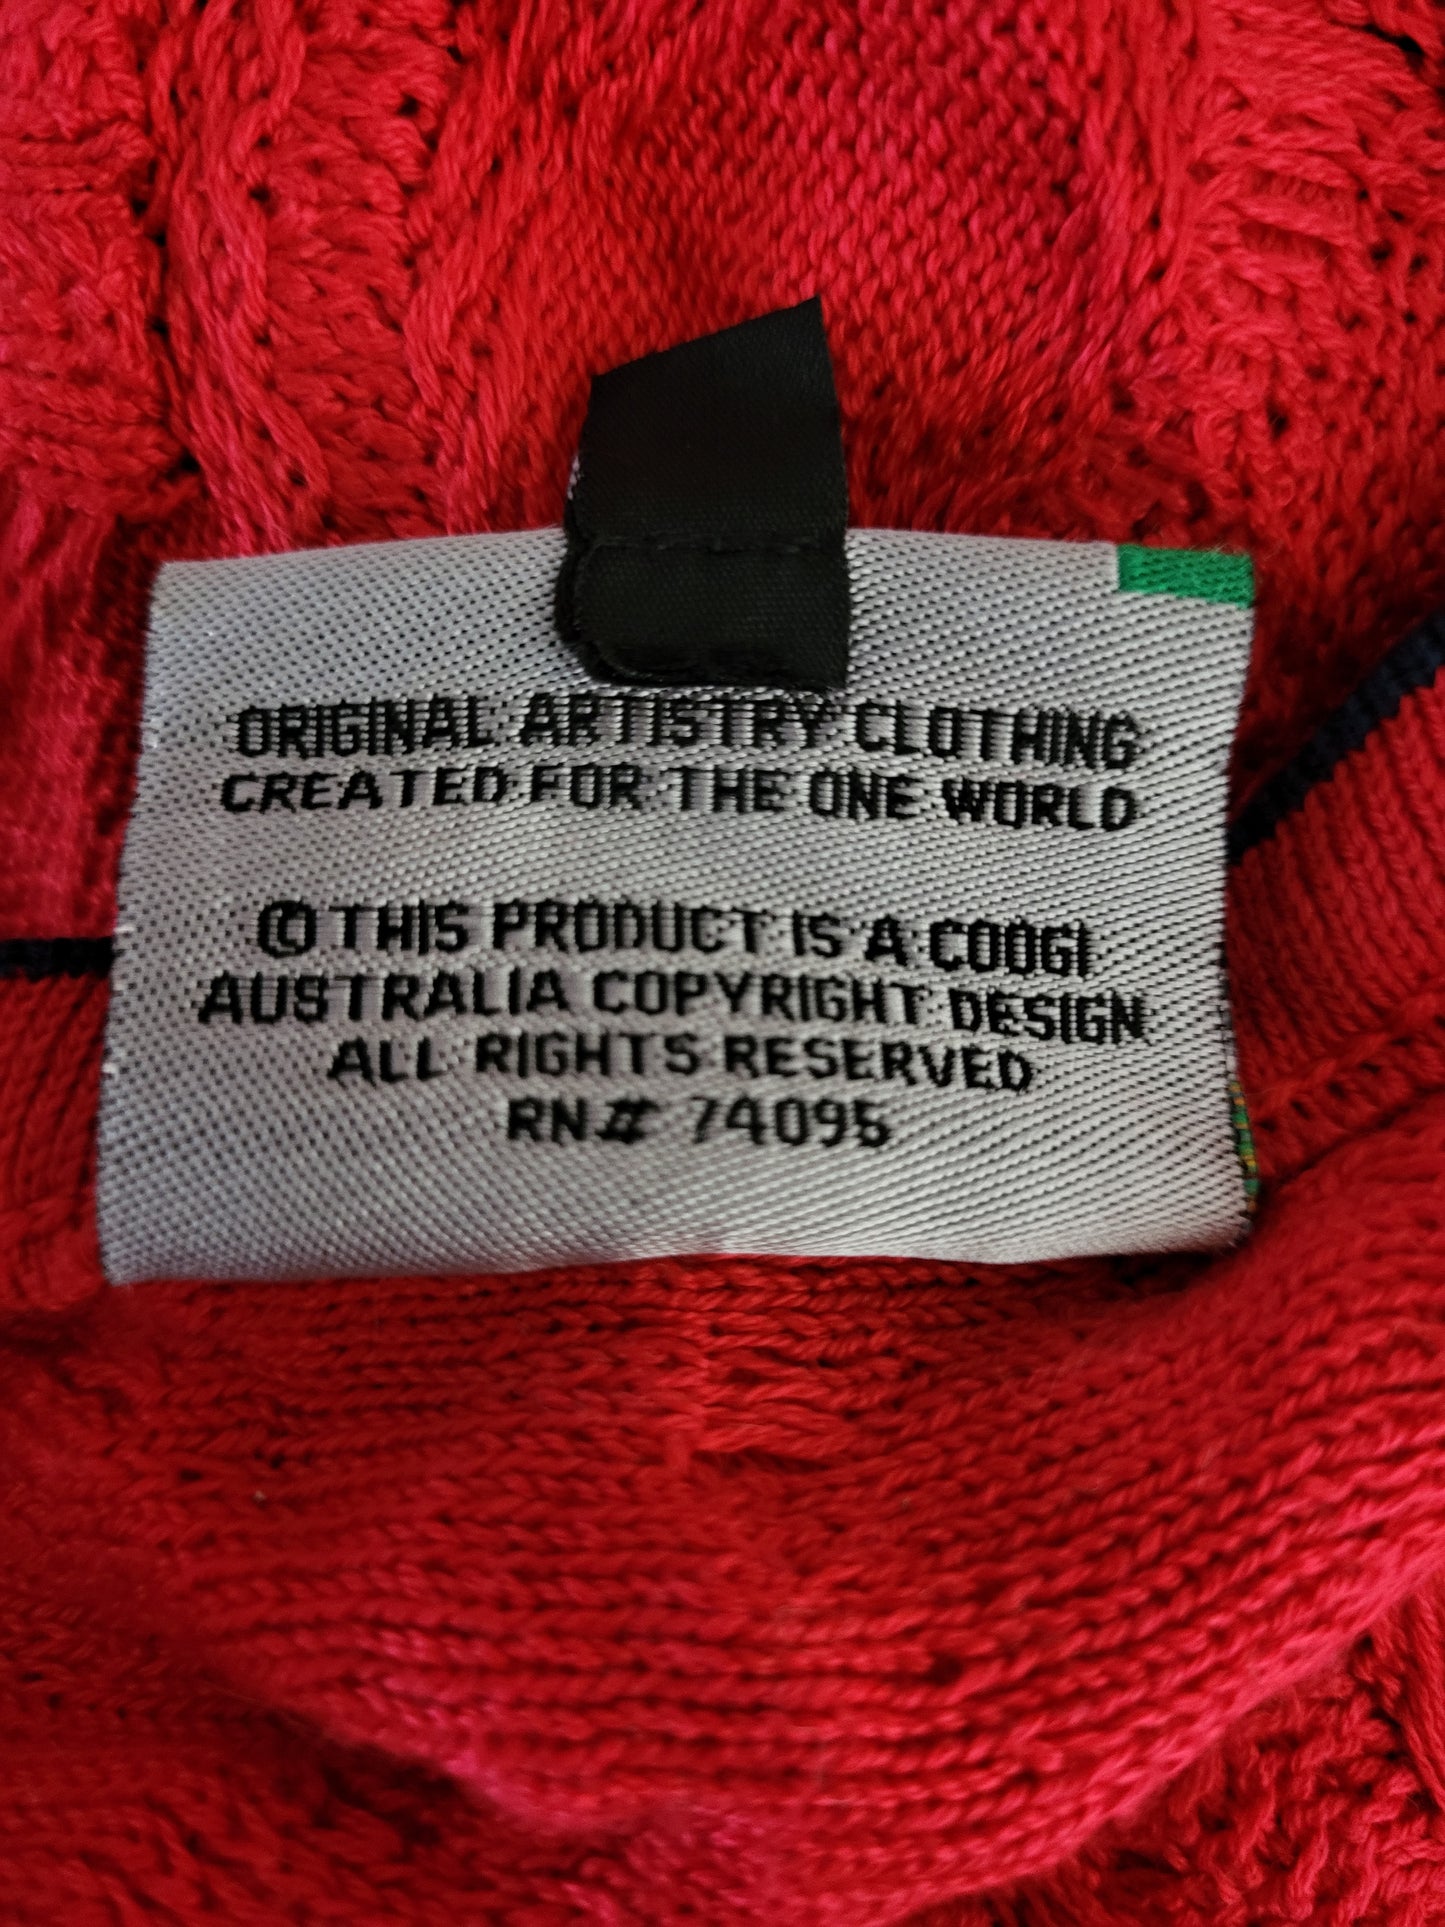 ORIGINAL ARTISTRY CLOTHING
CREATED FOR THE ONE WORLD
© THIS PRODUCT IS A COOGI
AUSTRALIA COPYRIGHT DESIGN
ALL RIGHTS RESERVED
RN# 74095